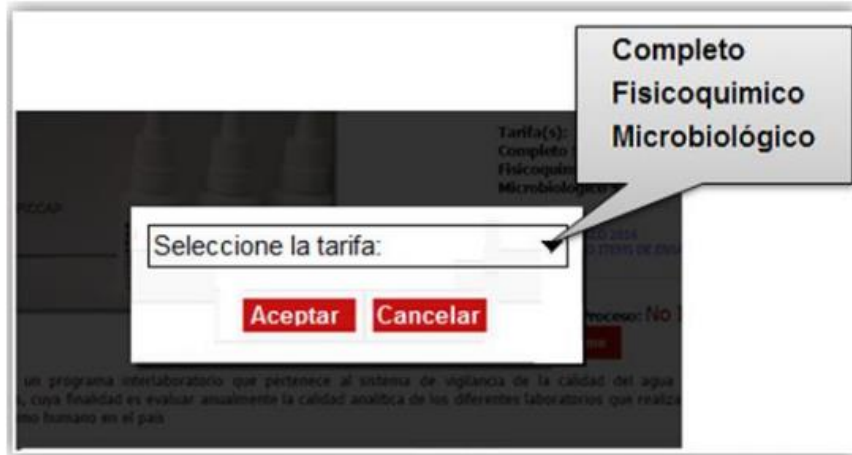 Completo
Fisicoquimico
Microbiológico
Tarifa(s):
Completo
Fisicoquim
Microbiológico
PICCAP
Seleccione la tarifa:
Aceptar Cancelar
Proceso: No
un programa interlaboratorio que pertenece al sistema de vigilancia de la calidad del agua
, cuya finalidad es evaluar anualmente la calidad analítica de los diferentes laboratorios que realiza
mo humano en el país